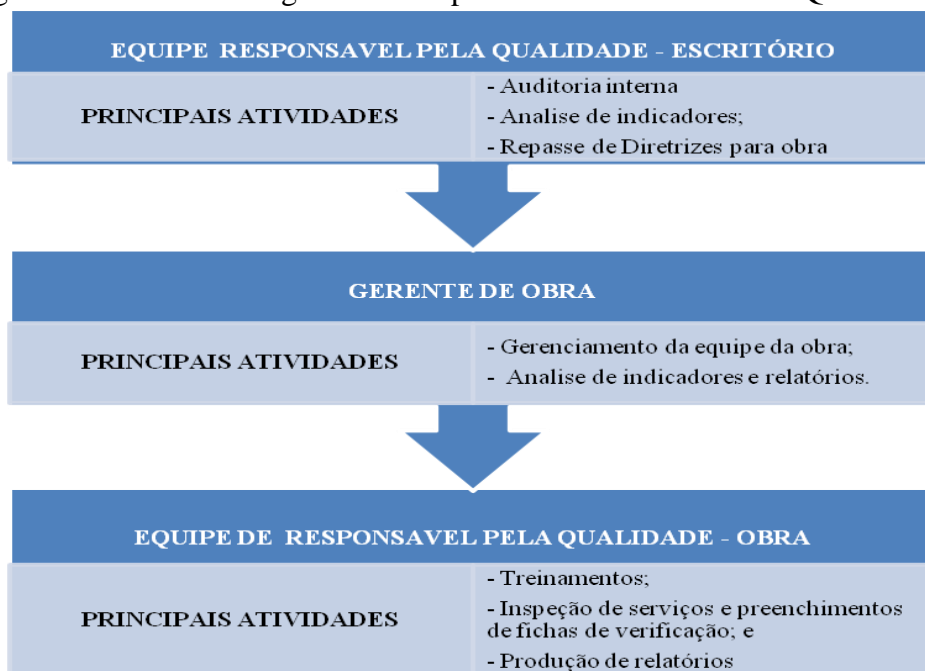 EQUIPE RESPONSAVEL PELA QUALIDADE - ESCRITÓRIO
PRINCIPAIS ATIVIDADES
- Auditoria interna
- Analise de indicadores;
- Repasse de Diretrizes para obra
GERENTE DE OBRA
PRINCIPAIS ATIVIDADES
- Gerenciamento da equipe da obra;
- Analise de indicadores e relatórios.
EQUIPE DE RESPONSAVEL PELA QUALIDADE - OBRA
PRINCIPAIS ATIVIDADES
- Treinamentos;
- Inspeção de serviços e preenchimentos
de fichas de verificação; e
- Produção de relatórios